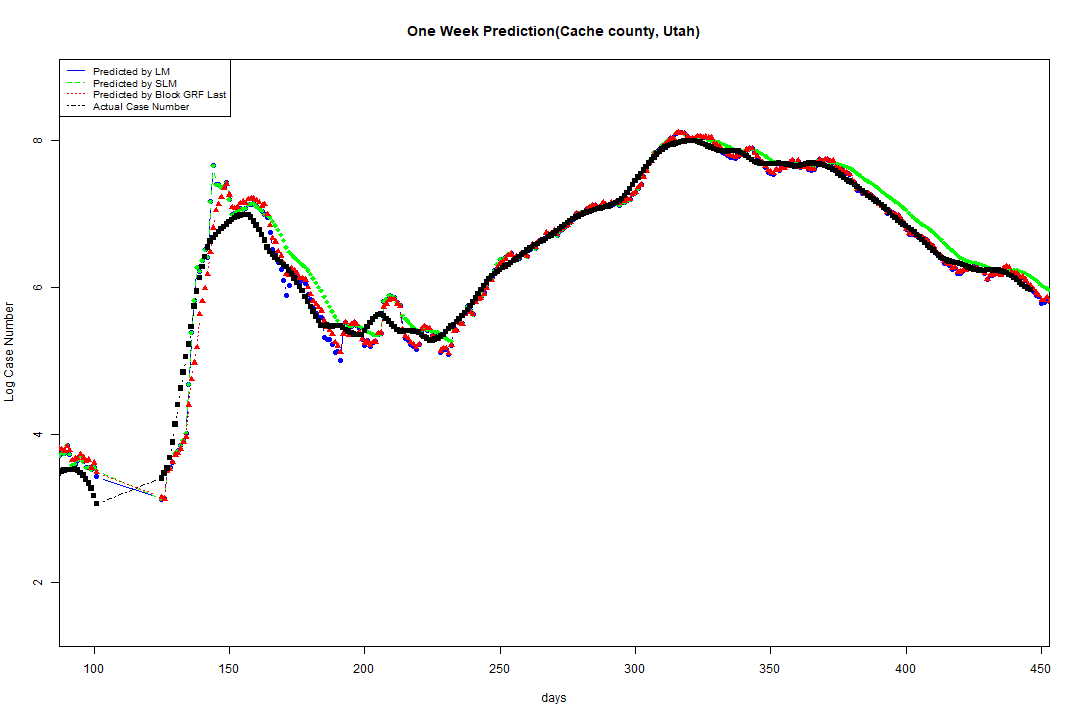 One Week Prediction(Cache county, Utah)
Predicted by LM
Predicted by SLM
Predicted by Block GRF Last
Actual Case Number
8
6
4
2
Log Case Number
100 150 200 250 300 350 400 450
days